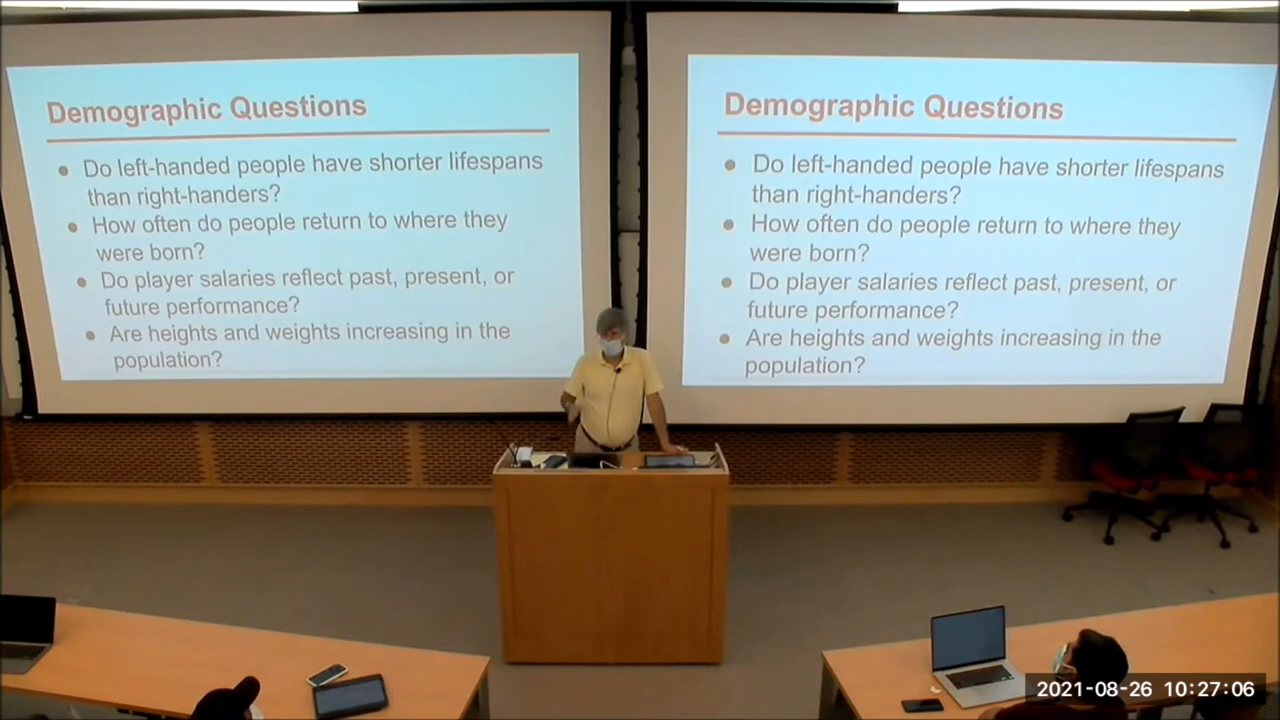 Demographic Questions
Do left-handed people have shorter lifespans
than right-handers?
How often do people return to where they
were born?
Do player salaries reflect past, present, or
future performance?
Are heights and weights increasing in the
population?
Demographic Questions
Do left-handed people have shorter lifespans
than right-handers?
How often do people return to where they
were born?
Do player salaries reflect past, present, or
future performance?
Are heights and weights increasing in the
population?
2021-08-26 10:27:06